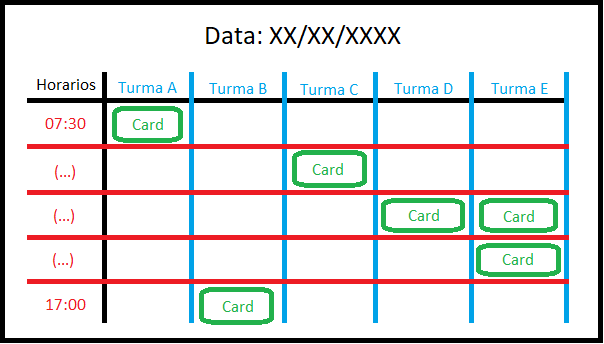 Data: XX/XX/XXXX
Horarios Turma A Turma B Turma C Turma D Turma E
07:30 Card
(...) Card
(...) Card Card
(...) Card
17:00 Card